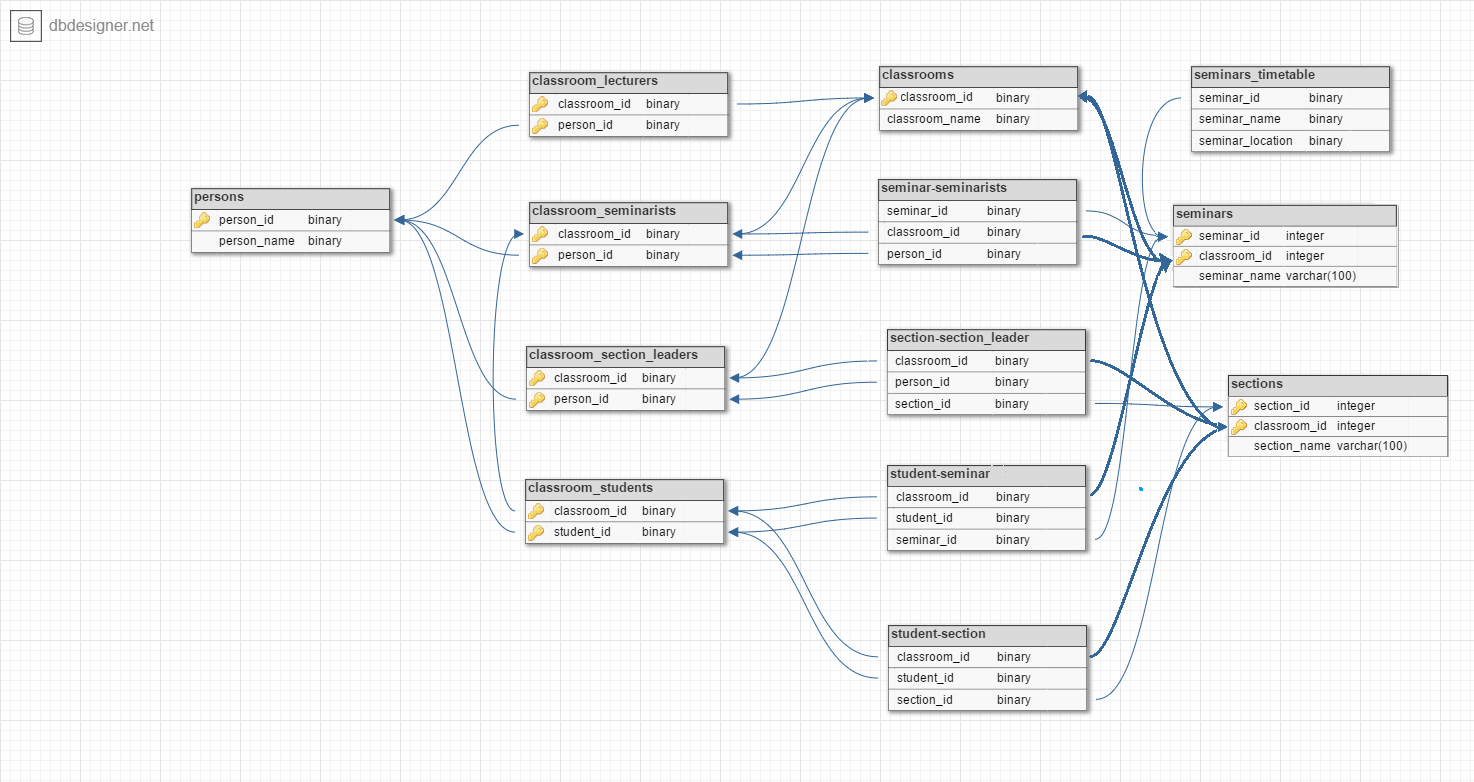 dbdesigner.net
persons
person_id binary
person_name binary
classroom_lecturers
classroom_id binary
person_id binary
classroom_seminarists
classroom_id binary
person_id binary
classroom_section_leaders
classroom_id binary
person_id binary
classroom_students
classroom_id binary
student_id binary
classrooms
classroom_id binary
classroom_name binary
seminar-seminarists
seminar_id binary
classroom_id binary
person_id binary
section-section_leader
classroom_id binary
person_id binary
section_id binary
student-seminar
classroom_id binary
student_id binary
seminar_id binary
student-section
classroom_id binary
student_id binary
section_id binary
seminars_timetable
seminar_id binary
seminar_name binary
seminar_location binary
seminars
seminar_id integer
classroom_id integer
seminar_name varchar(100)
sections
section_id integer
classroom_id integer
section_name varchar(100)